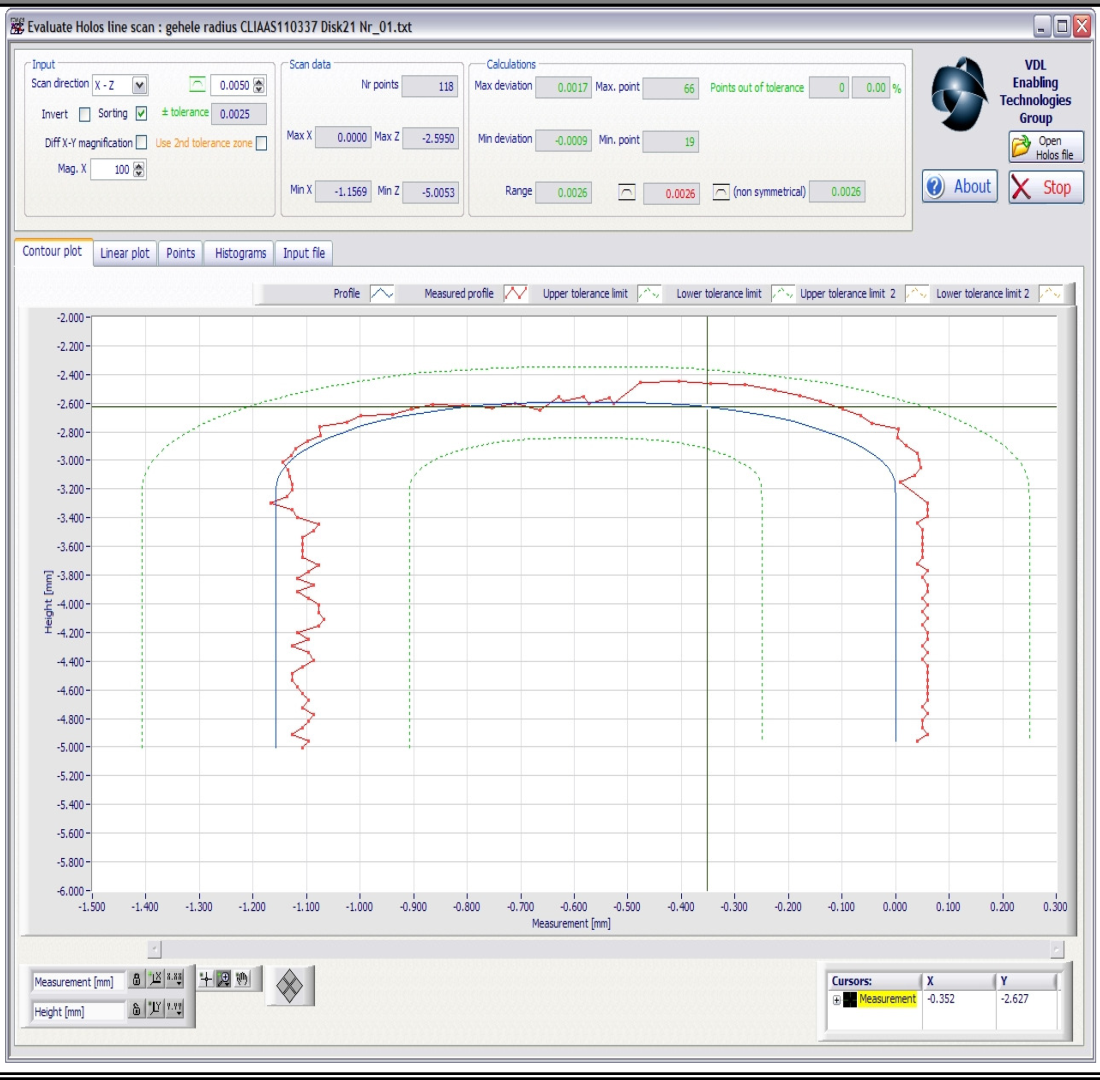 Evaluate Holos line scan : gehele radius CLIAAS110337 Disk21 Nr_01.txt
Input
Scan direction X - Z 0.0050
Invert Sorting ± tolerance 0.0025
Diff X-Y magnification Use 2nd tolerance zone
Mag. X 100
Scan data
Nr points 118
Max X 0.0000 Max Z -2.5950
Min X -1.1569 Min Z -5.0053
Calculations
Max deviation 0.0017 Max. point 66 Points out of tolerance 0 0.00 %
Min deviation -0.0009 Min. point 19
Range 0.0026 0.0026 (non symmetrical) 0.0026
VDL
Enabling
Technologies
Group
Open
Holos file
About Stop
Contour plot Linear plot Points Histograms Input file
Profile Measured profile Upper tolerance limit Lower tolerance limit Upper tolerance limit 2 Lower tolerance limit 2
-2.000
-2.200
-2.400
-2.600
-2.800
-3.000
-3.200
-3.400
-3.600
-3.800
-4.000
-4.200
-4.400
-4.600
-4.800
-5.000
-5.200
-5.400
-5.600
-5.800
-6.000
Height [mm]
-1.500 -1.400 -1.300 -1.200 -1.100 -1.000 -0.900 -0.800 -0.700 -0.600 -0.500 -0.400 -0.300 -0.200 -0.100 0.000 0.100 0.200 0.300
Measurement [mm]
Measurement [mm]
Height [mm]
Cursors: X Y
Measurement -0.352 -2.627